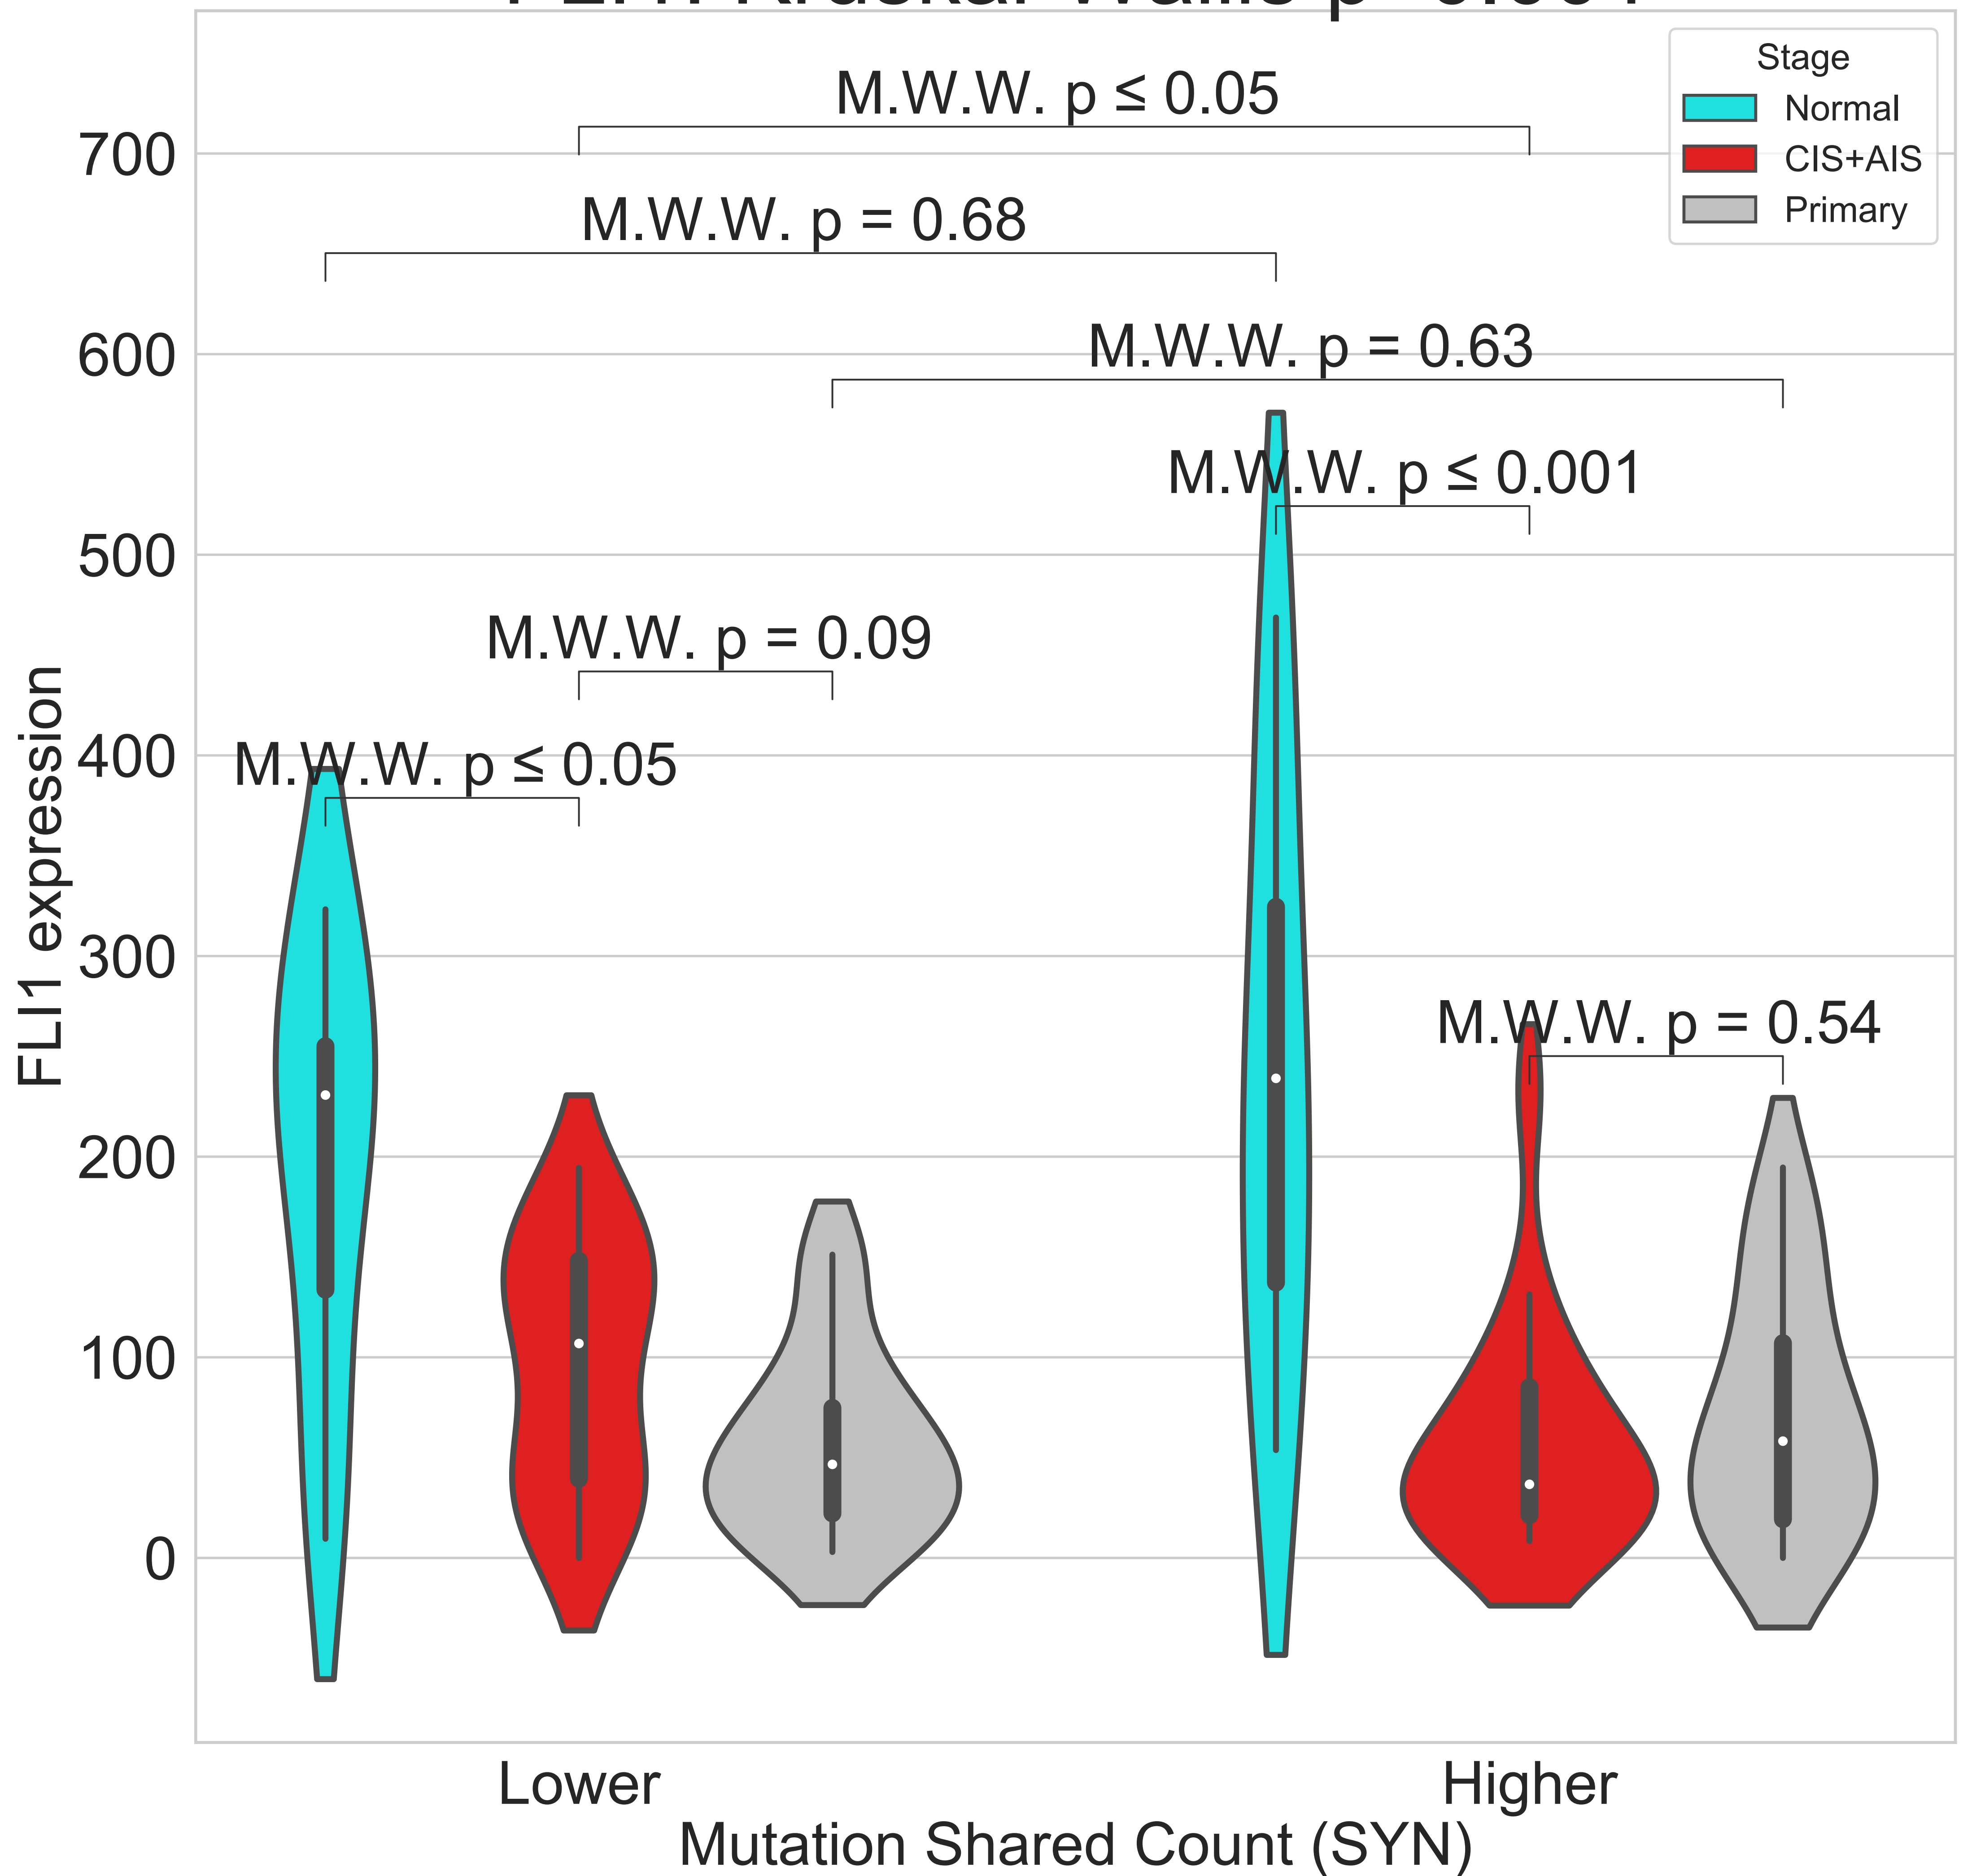 Stage
Normal
CIS+AIS
Primary
M.W.W. p ≤ 0.05
M.W.W. p = 0.68
M.W.W. p = 0.63
M.W.W. p ≤ 0.001
M.W.W. p = 0.09
M.W.W. p ≤ 0.05
M.W.W. p = 0.54
700
600
500
400
300
200
100
0
FLI1 expression
Lower
Higher
Mutation Shared Count (SYN)